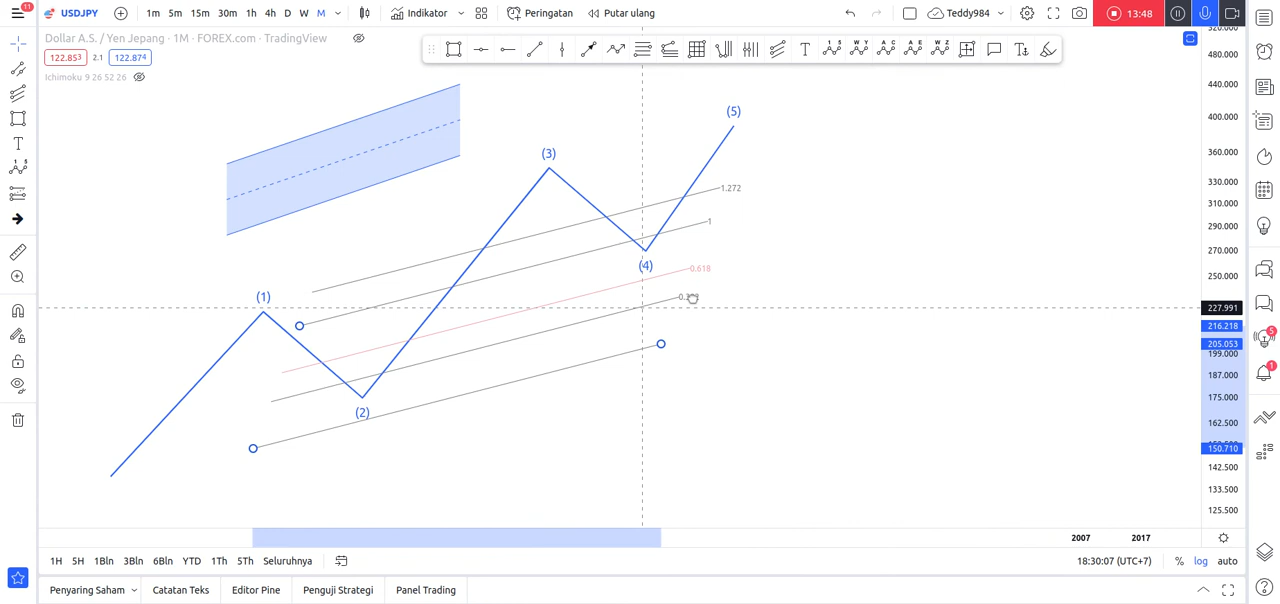 11
USDJPY
1m 5m 15m 30m 1h 4h D W M
Indikator
Peringatan
Putar ulang
Teddy984
13:48
Dollar A.S. / Yen Jepang · 1M · FOREX.com · TradingView
122.853 2.1 122.874
Ichimoku 9 26 52 26
480.000
440.000
400.000
360.000
330.000
310.000
290.000
270.000
250.000
227.991
216.218
205.053
199.000
187.000
175.000
162.500
150.710
142.500
133.500
125.500
(1)
(2)
(3)
(4)
(5)
1.272
1
0.618
5
1
2007 2017
1H 5H 1Bln 3Bln 6Bln YTD 1Th 5Th Seluruhnya
18:30:07 (UTC+7) % log auto
Penyaring Saham Catatan Teks Editor Pine Penguji Strategi Panel Trading